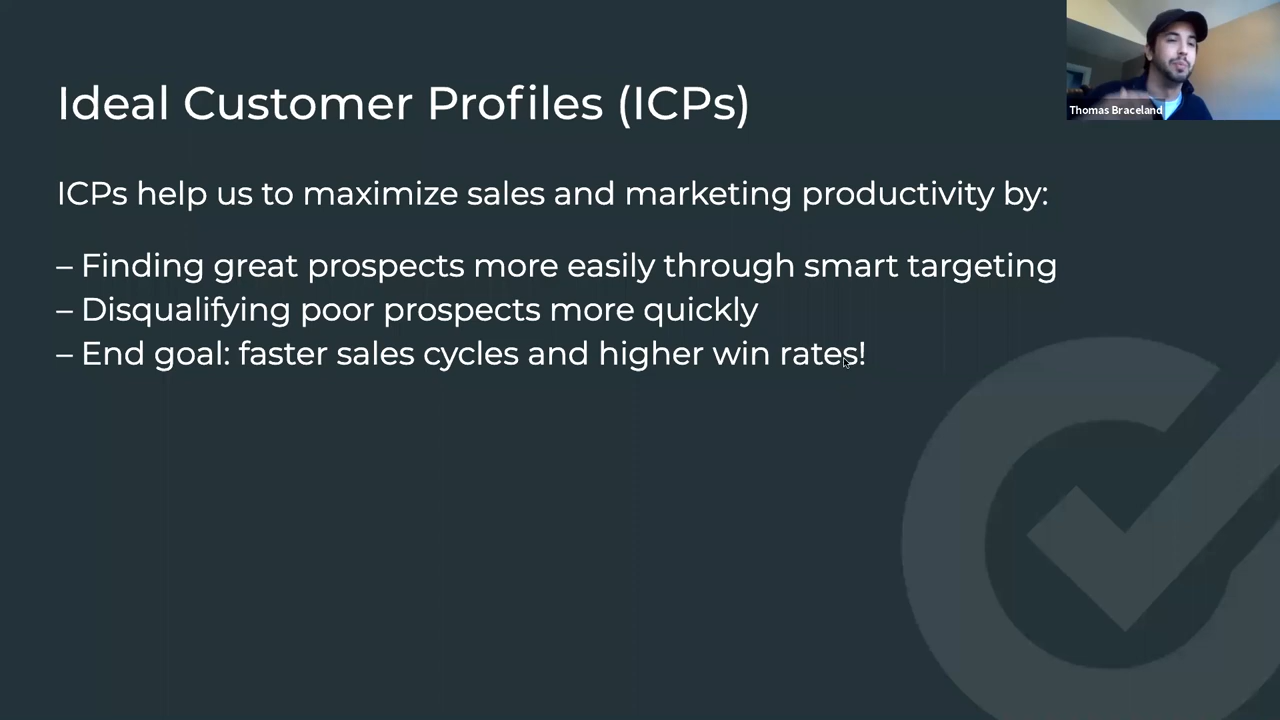 Ideal Customer Profiles (ICPs)
Thomas Braceland
ICPs help us to maximize sales and marketing productivity by:
– Finding great prospects more easily through smart targeting
– Disqualifying poor prospects more quickly
– End goal: faster sales cycles and higher win rates!